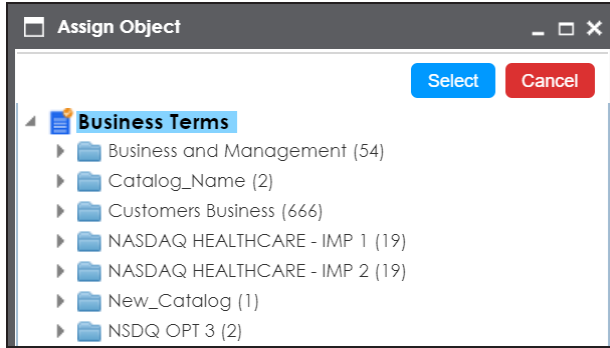 Assign Object
Select Cancel
Business Terms
Business and Management (54)
Catalog_Name (2)
Customers Business (666)
NASDAQ HEALTHCARE - IMP 1 (19)
NASDAQ HEALTHCARE - IMP 2 (19)
New_Catalog (1)
NSDQ OPT 3 (2)